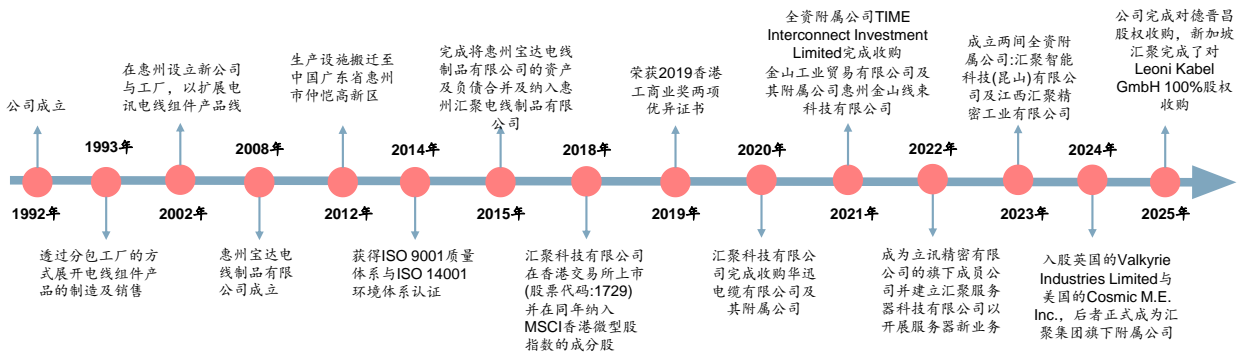 公司成立
1992年
1993年
透过分包工厂的方
式展开电线组件产
品的制造及销售
在惠州设立新公司
与工厂，以扩展电
讯电线组件产品线
2002年
2008年
惠州宝达电
线制品有限
公司成立
生产设施搬迁至
中国广东省惠州
市仲恺高新区
2012年
2014年
获得ISO 9001质量
体系与ISO 14001
环境体系认证
完成将惠州宝达电线
制品有限公司的资产
及负债合并及纳入惠
州汇聚电线制品有限
公司
2015年
2018年
汇聚科技有限公司
在香港交易所上市
(股票代码:1729)
并在同年纳入
MSCI香港微型股
指数的成分股
荣获2019香港
工商业奖两项
优异证书
2019年
2020年
汇聚科技有限公
司完成收购华迅
电缆有限公司及
其附属公司
全资附属公司TIME
Interconnect Investment
Limited完成收购
金山工业贸易有限公司及
其附属公司惠州金山线束
科技有限公司
2021年
2022年
成为立讯精密有限
公司的旗下成员公
司并建立汇聚服务
器科技有限公司以
开展服务器新业务
成立两间全资附
属公司:汇聚智能
科技(昆山)有限公
司及江西汇聚精
密工业有限公司
2023年
2024年
入股英国的Valkyrie
Industries Limited与
美国的Cosmic M.E.
Inc.，后者正式成为汇
聚集团旗下附属公司
公司完成对德晋昌
股权收购，新加坡
汇聚完成了对
Leoni Kabel
GmbH 100%股权
收购
2025年